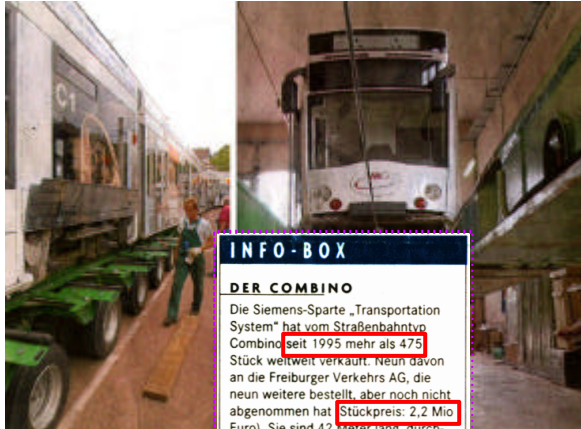 C1
INFO-BOX
DER COMBINO
Die Siemens-Sparte „Transportation
System" hat vom Straßenbahntyp
Combino seit 1995 mehr als 475
Stück weltweit verkauft. Neun davon
an die Freiburger Verkehrs AG, die
neun weitere bestellt, aber noch nicht
abgenommen hat Stückpreis: 2,2 Mio
Euro). Sie sind 42 Meter lang, durch-